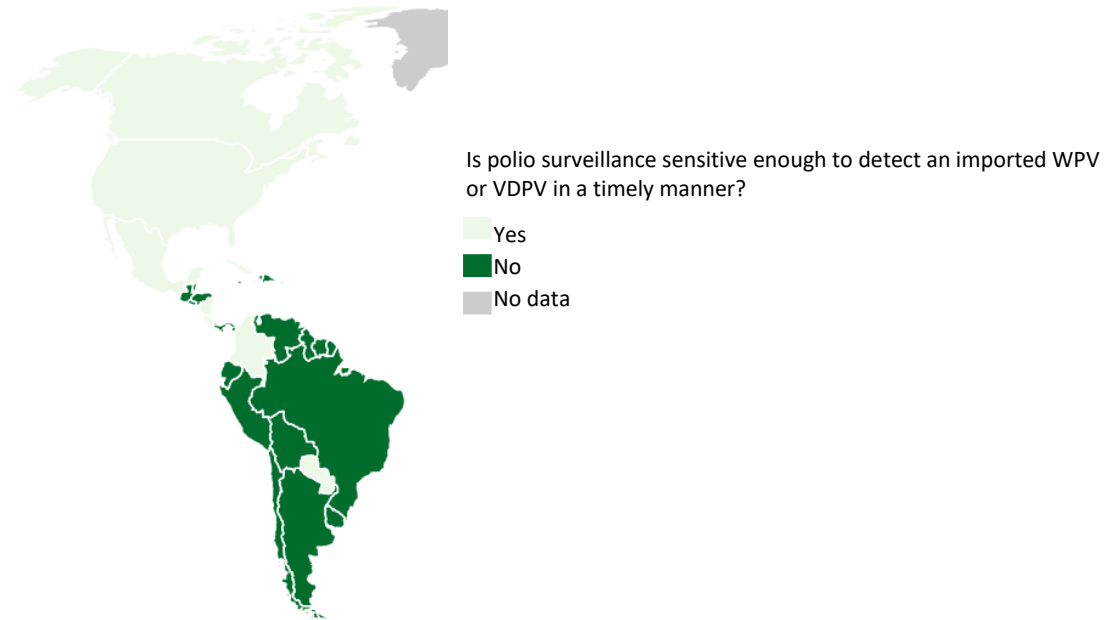 Is polio surveillance sensitive enough to detect an imported WPV
or VDPV in a timely manner?
Yes
No
No data